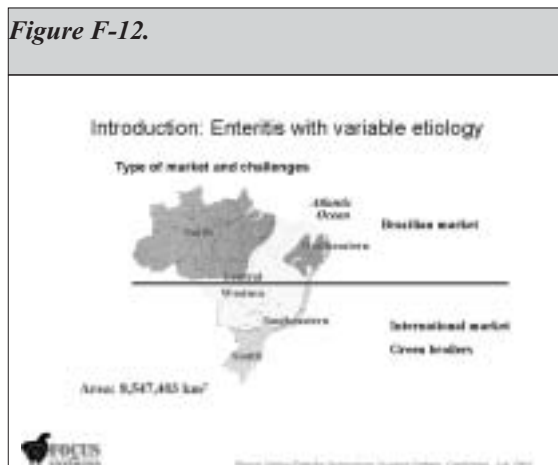 Figure F-12.
Introduction: Enteritis with variable etiology
Type of market and challenges
Atlantic
Ocean
Brazilian market
North
Northeastern
Central
Western
Southeastern
International market
Green broilers
South
Area: 8,547,403 km²
FOCUS